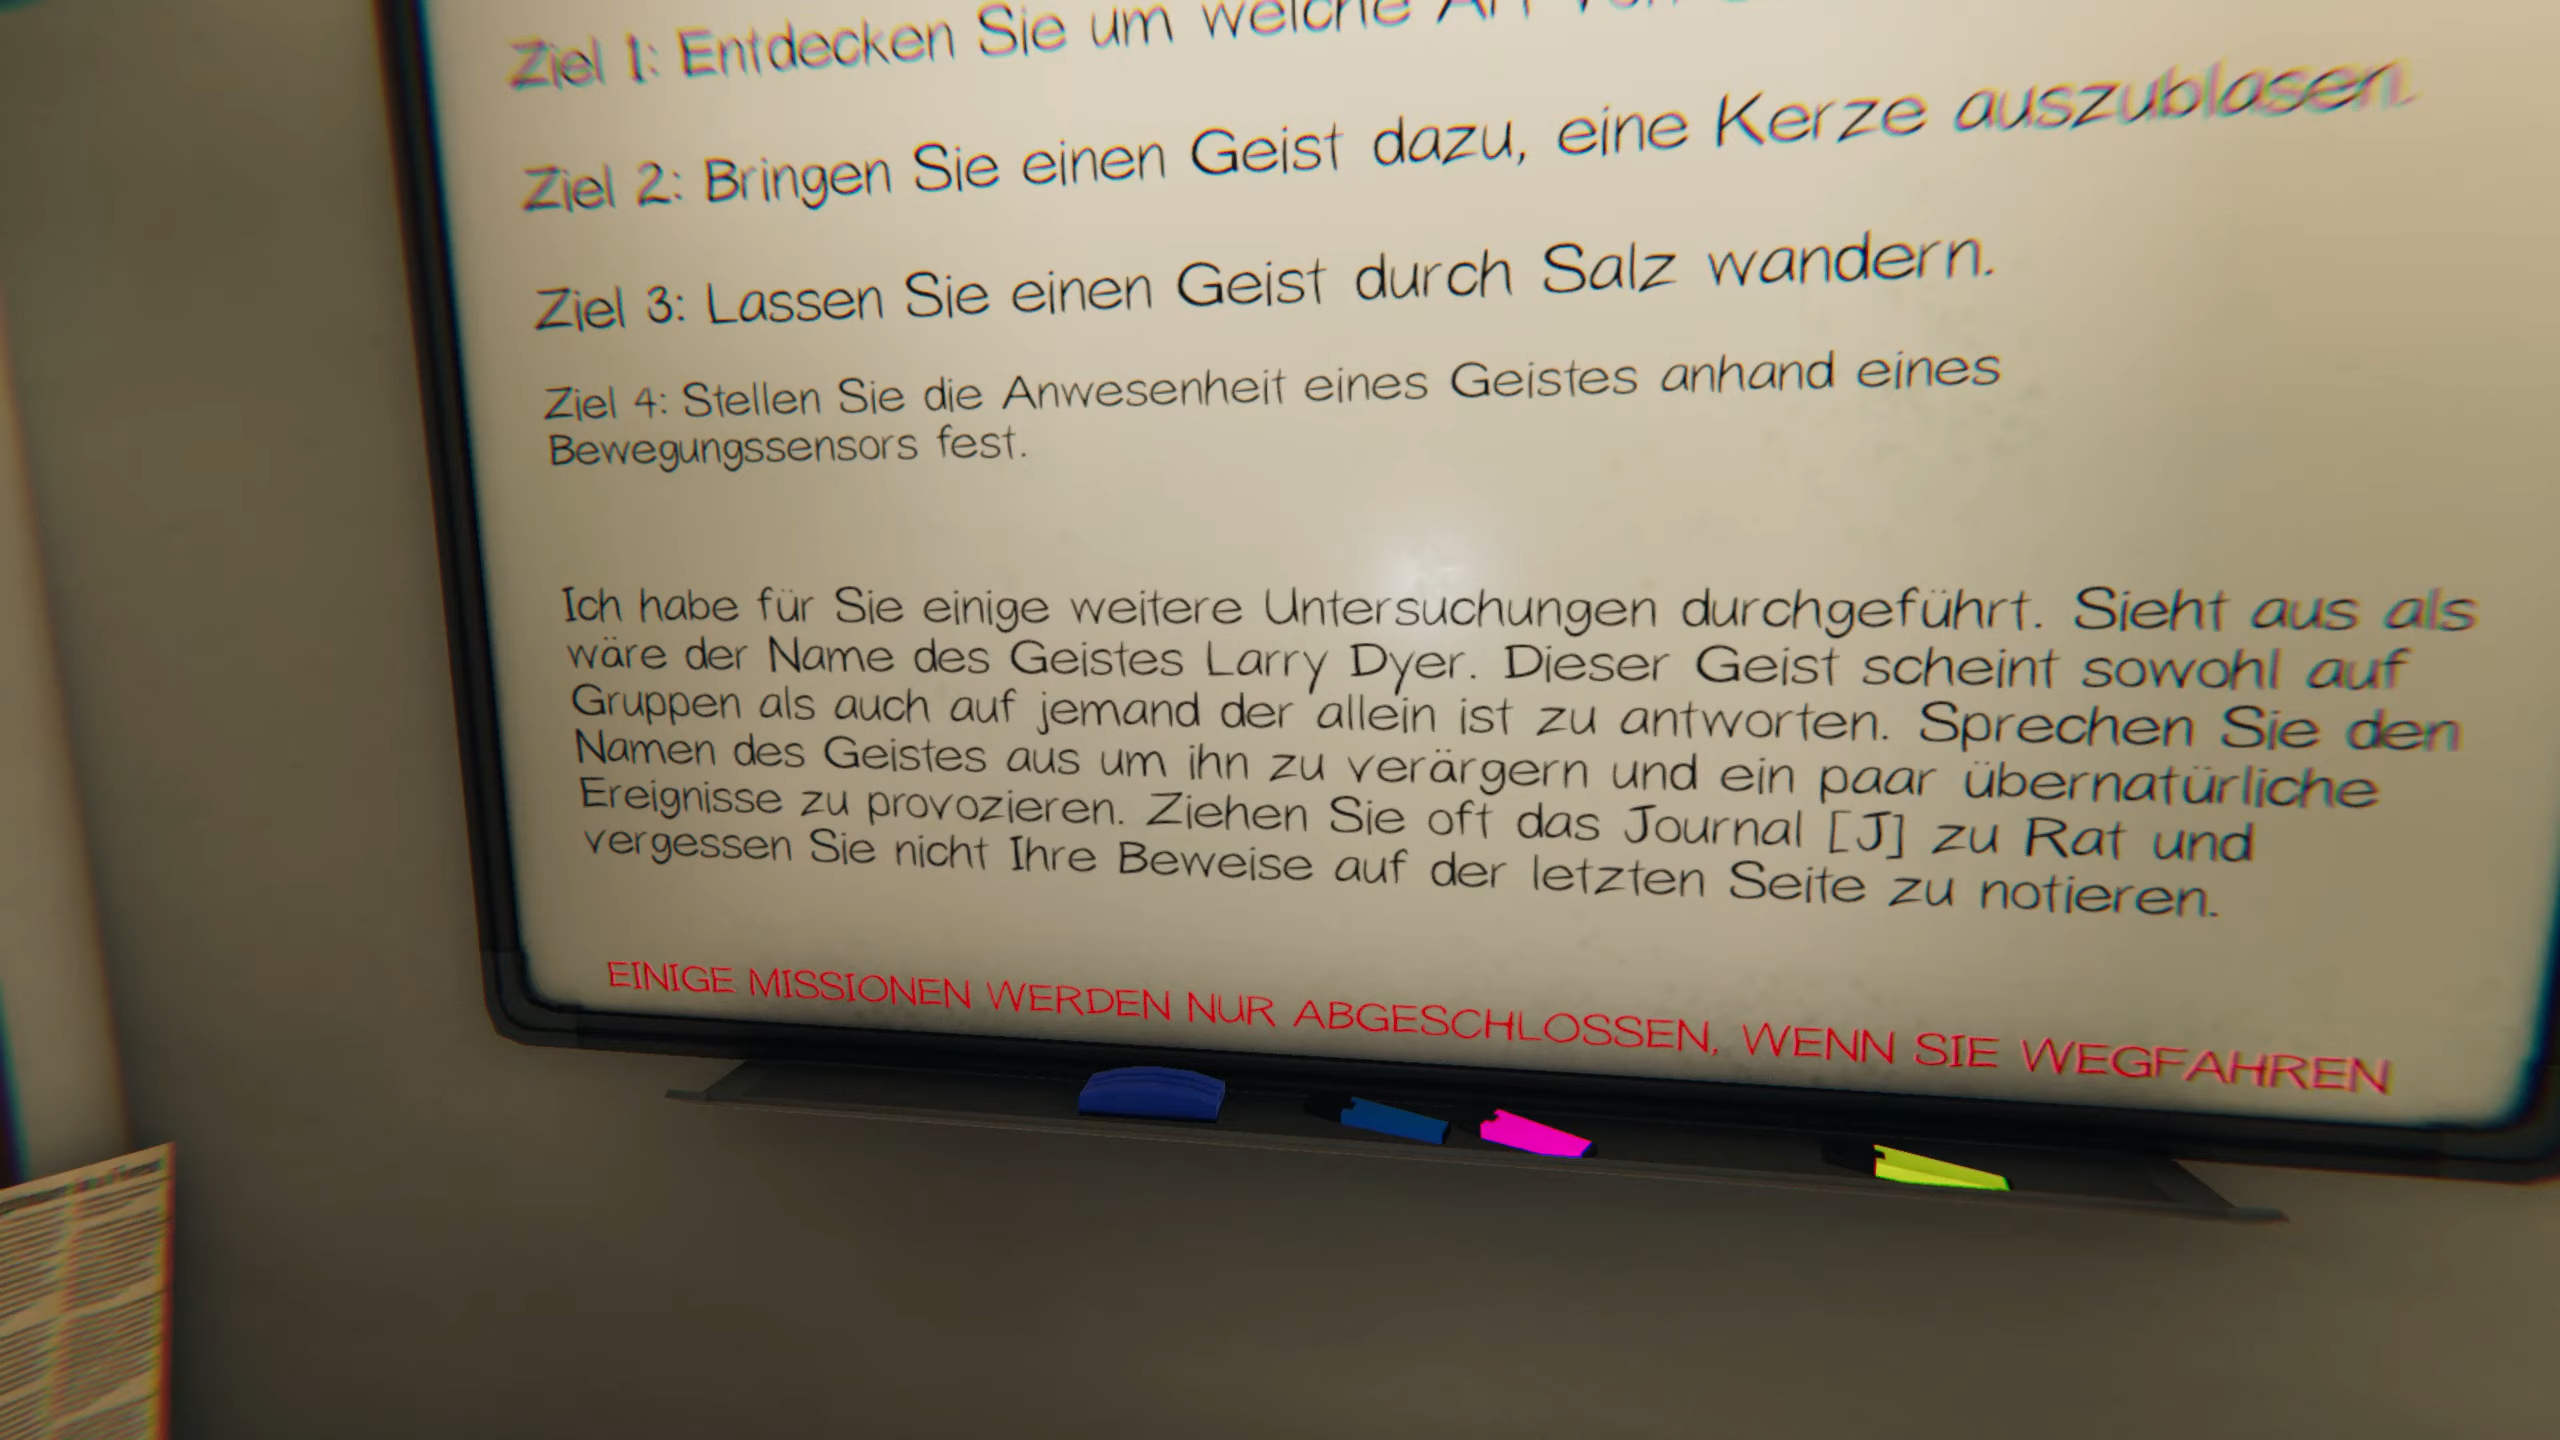 Ziel 1: Entdecken Sie um welche Art von
Ziel 2: Bringen Sie einen Geist dazu, eine Kerze auszublasen.
Ziel 3: Lassen Sie einen Geist durch Salz wandern.
Ziel 4: Stellen Sie die Anwesenheit eines Geistes anhand eines
Bewegungssensors fest.
Ich habe für Sie einige weitere Untersuchungen durchgeführt. Sieht aus als
wäre der Name des Geistes Larry Dyer. Dieser Geist scheint sowohl auf
Gruppen als auch auf jemand der allein ist zu antworten. Sprechen Sie den
Namen des Geistes aus um ihn zu verärgern und ein paar übernatürliche
Ereignisse zu provozieren. Ziehen Sie oft das Journal [J] zu Rat und
vergessen Sie nicht Ihre Beweise auf der letzten Seite zu notieren.
EINIGE MISSIONEN WERDEN NUR ABGESCHLOSSEN, WENN SIE WEGFAHREN